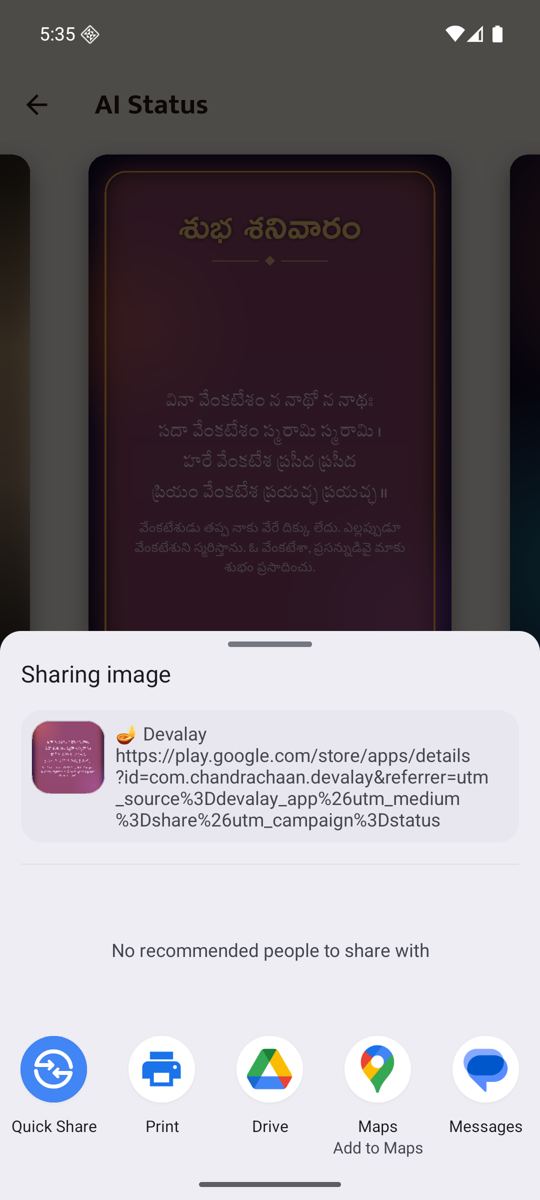 5:35
AI Status
శుభ శనివారం
వినా వేంకటేశం న నాథో న నాథః
సదా వేంకటేశం స్మరామి స్మరామి ।
హరే వేంకటేశ ప్రసీద ప్రసీద
ప్రియం వేంకటేశ ప్రయచ్ఛ ప్రయచ్ఛ ॥
వేంకటేశుడు తప్ప నాకు వేరే దిక్కు లేదు. ఎల్లప్పుడూ
వేంకటేశుని స్మరిస్తాను. ఓ వేంకటేశా, ప్రసన్నుడివై మాకు
శుభం ప్రసాదించు.
Sharing image
🪔 Devalay
https://play.google.com/store/apps/details
?id=com.chandrachaan.devalay&referrer=utm
_source%3Ddevalay_app%26utm_medium
%3Dshare%26utm_campaign%3Dstatus
No recommended people to share with
Quick Share
Print
Drive
Maps
Messages
Add to Maps